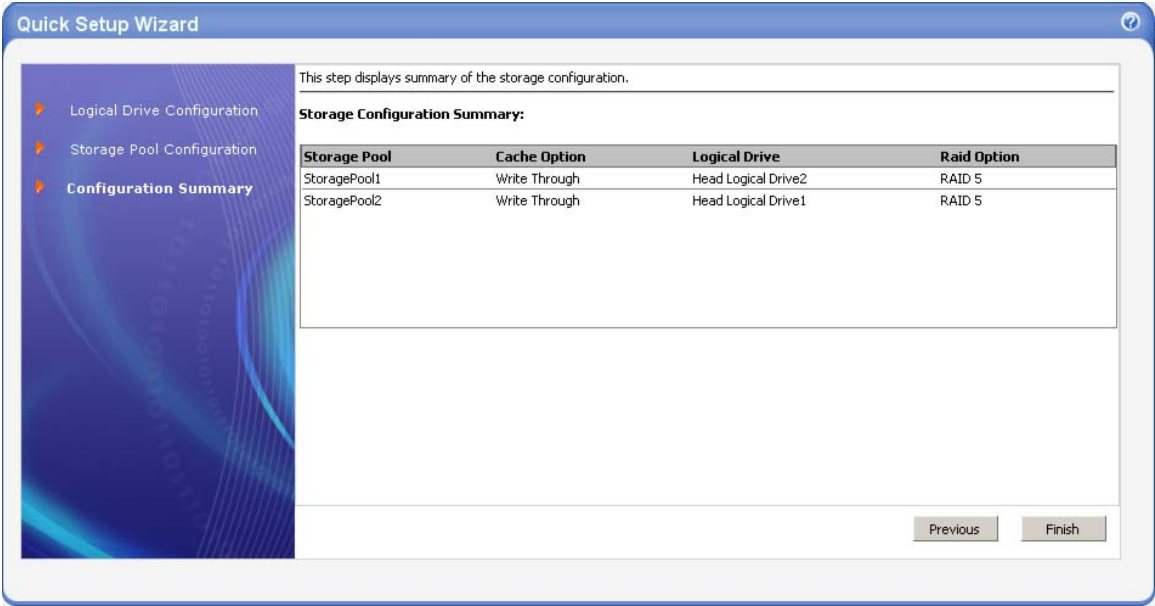 Quick Setup Wizard
?
Logical Drive Configuration
Storage Pool Configuration
Configuration Summary
This step displays summary of the storage configuration.
Storage Configuration Summary:
Storage Pool Cache Option Logical Drive Raid Option
StoragePool1 Write Through Head Logical Drive2 RAID 5
StoragePool2 Write Through Head Logical Drive1 RAID 5
Previous Finish